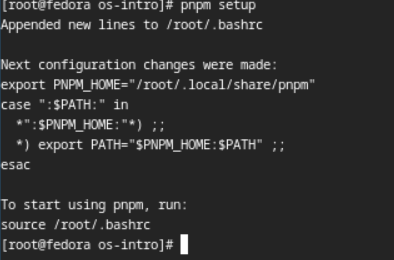 [root@fedora os-intro]# pnpm setup
Appended new lines to /root/.bashrc

Next configuration changes were made:
export PNPM_HOME="/root/.local/share/pnpm"
case ":$PATH:" in
  *":$PNPM_HOME:"*) ;;
  *) export PATH="$PNPM_HOME:$PATH" ;;
esac

To start using pnpm, run:
source /root/.bashrc
[root@fedora os-intro]#